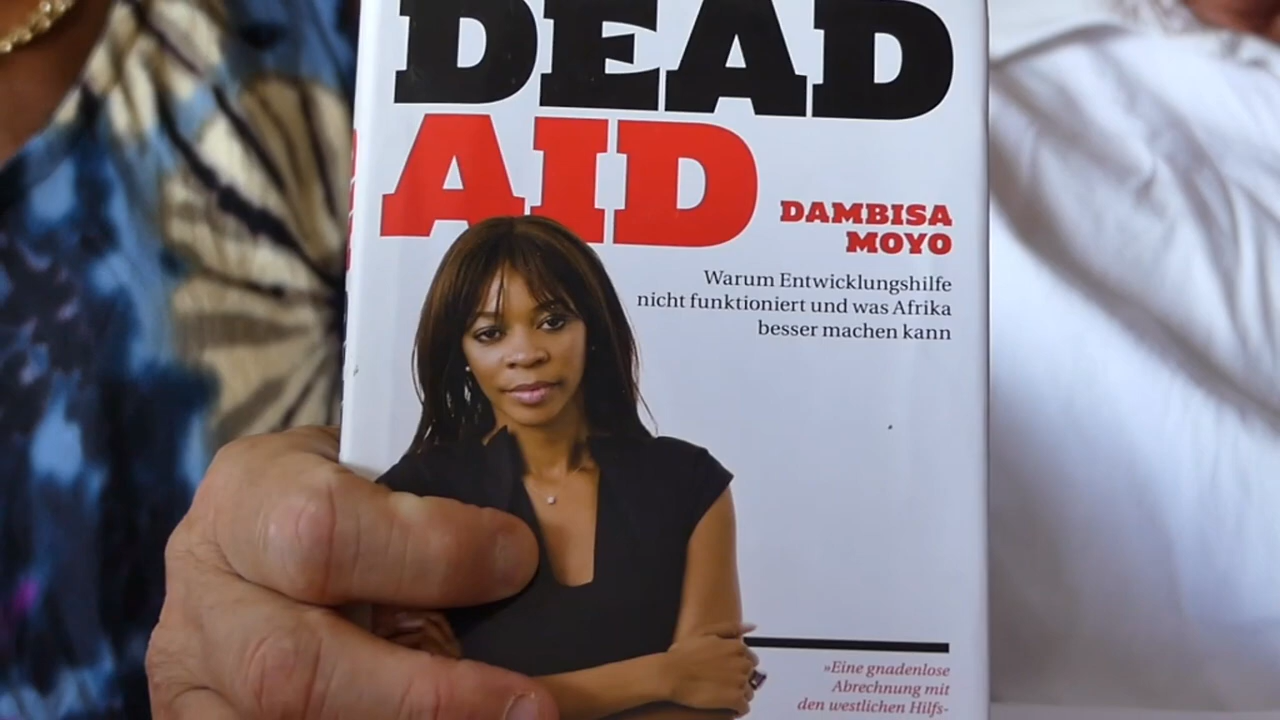 DEAD
AID
DAMBISA
MOYO
Warum Entwicklungshilfe
nicht funktioniert und was Afrika
besser machen kann
»Eine gnadenlose
Abrechnung mit
den westlichen Hilfs-